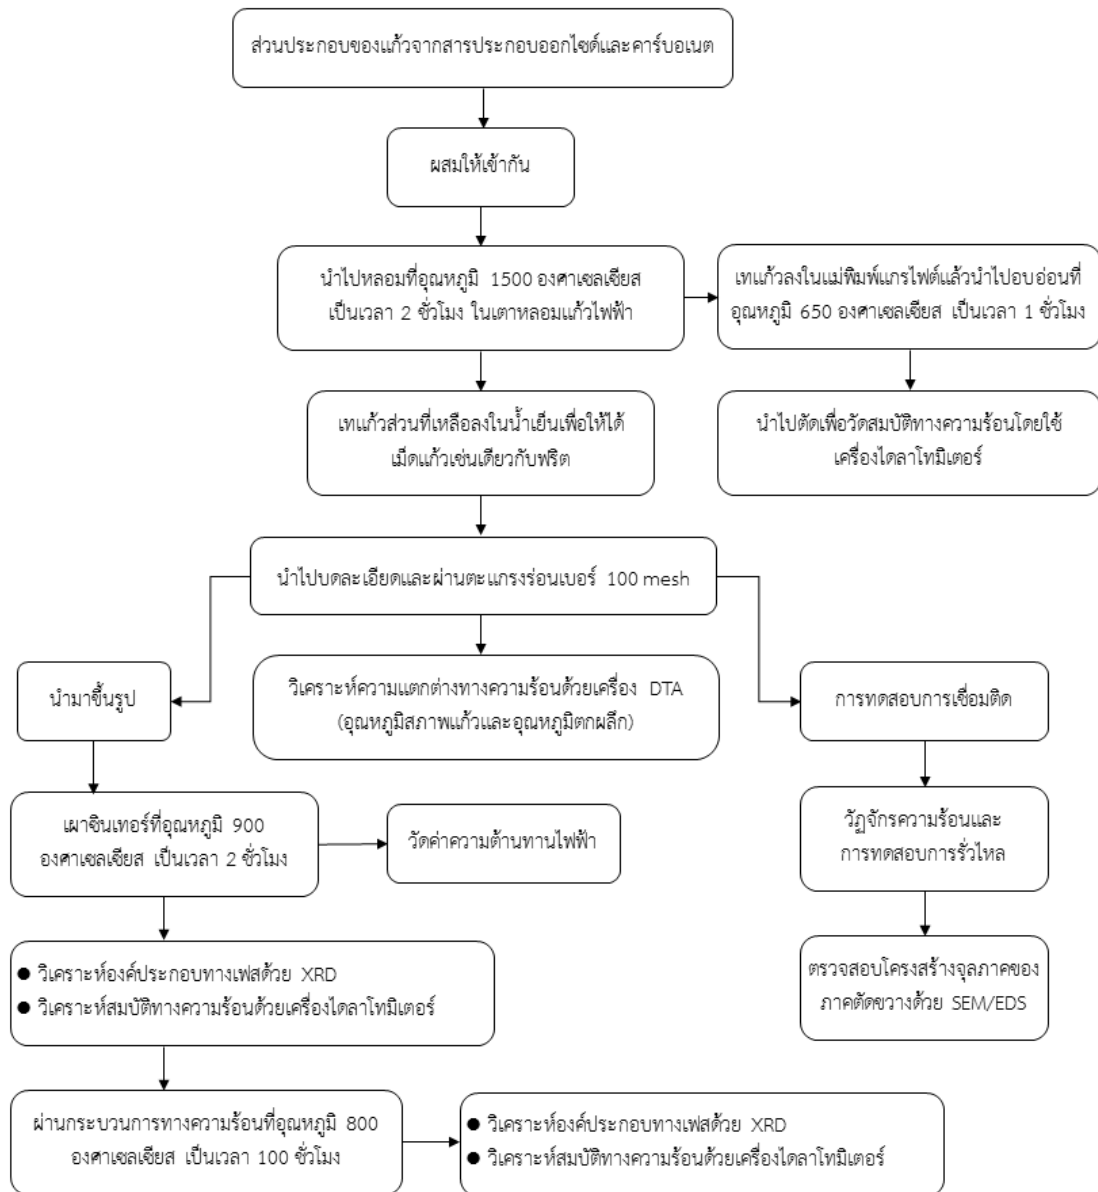 ส่วนประกอบของแก้วจากสารประกอบออกไซด์และคาร์บอเนต
ผสมให้เข้ากัน
นำไปหลอมที่อุณหภูมิ 1500 องศาเซลเซียส
เป็นเวลา 2 ชั่วโมง ในเตาหลอมแก้วไฟฟ้า
เทแก้วลงในแม่พิมพ์แกรไฟต์แล้วนำไปอบอ่อนที่
อุณหภูมิ 650 องศาเซลเซียส เป็นเวลา 1 ชั่วโมง
เทแก้วส่วนที่เหลือลงในน้ำเย็นเพื่อให้ได้
เม็ดแก้วเช่นเดียวกับฟริต
นำไปตัดเพื่อวัดสมบัติทางความร้อนโดยใช้
เครื่องไดลาโทมิเตอร์
นำไปบดละเอียดและผ่านตะแกรงร่อนเบอร์ 100 mesh
นำมาขึ้นรูป
วิเคราะห์ความแตกต่างทางความร้อนด้วยเครื่อง DTA
(อุณหภูมิสภาพแก้วและอุณหภูมิตกผลึก)
การทดสอบการเชื่อมติด
เผาซินเทอร์ที่อุณหภูมิ 900
องศาเซลเซียส เป็นเวลา 2 ชั่วโมง
วัดค่าความต้านทานไฟฟ้า
วัฏจักรความร้อนและ
การทดสอบการรั่วไหล
● วิเคราะห์องค์ประกอบทางเฟสด้วย XRD
● วิเคราะห์สมบัติทางความร้อนด้วยเครื่องไดลาโทมิเตอร์
ตรวจสอบโครงสร้างจุลภาคของ
ภาคตัดขวางด้วย SEM/EDS
ผ่านกระบวนการทางความร้อนที่อุณหภูมิ 800
องศาเซลเซียส เป็นเวลา 100 ชั่วโมง
● วิเคราะห์องค์ประกอบทางเฟสด้วย XRD
● วิเคราะห์สมบัติทางความร้อนด้วยเครื่องไดลาโทมิเตอร์